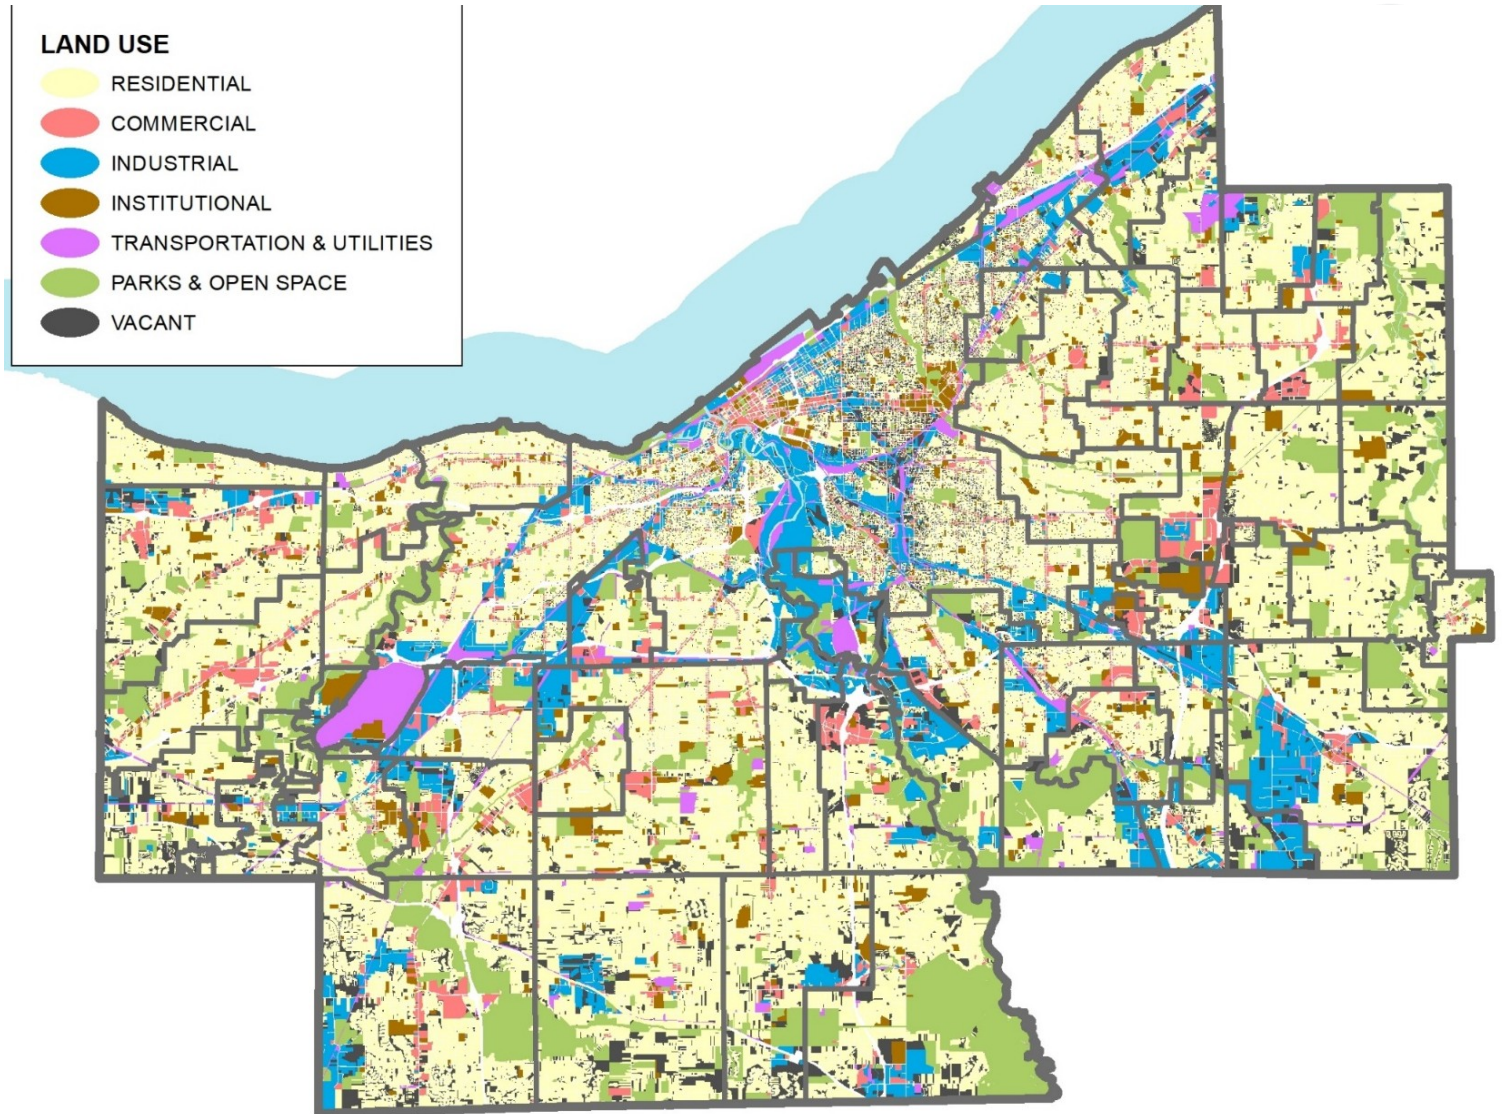 LAND USE
RESIDENTIAL
COMMERCIAL
INDUSTRIAL
INSTITUTIONAL
TRANSPORTATION & UTILITIES
PARKS & OPEN SPACE
VACANT